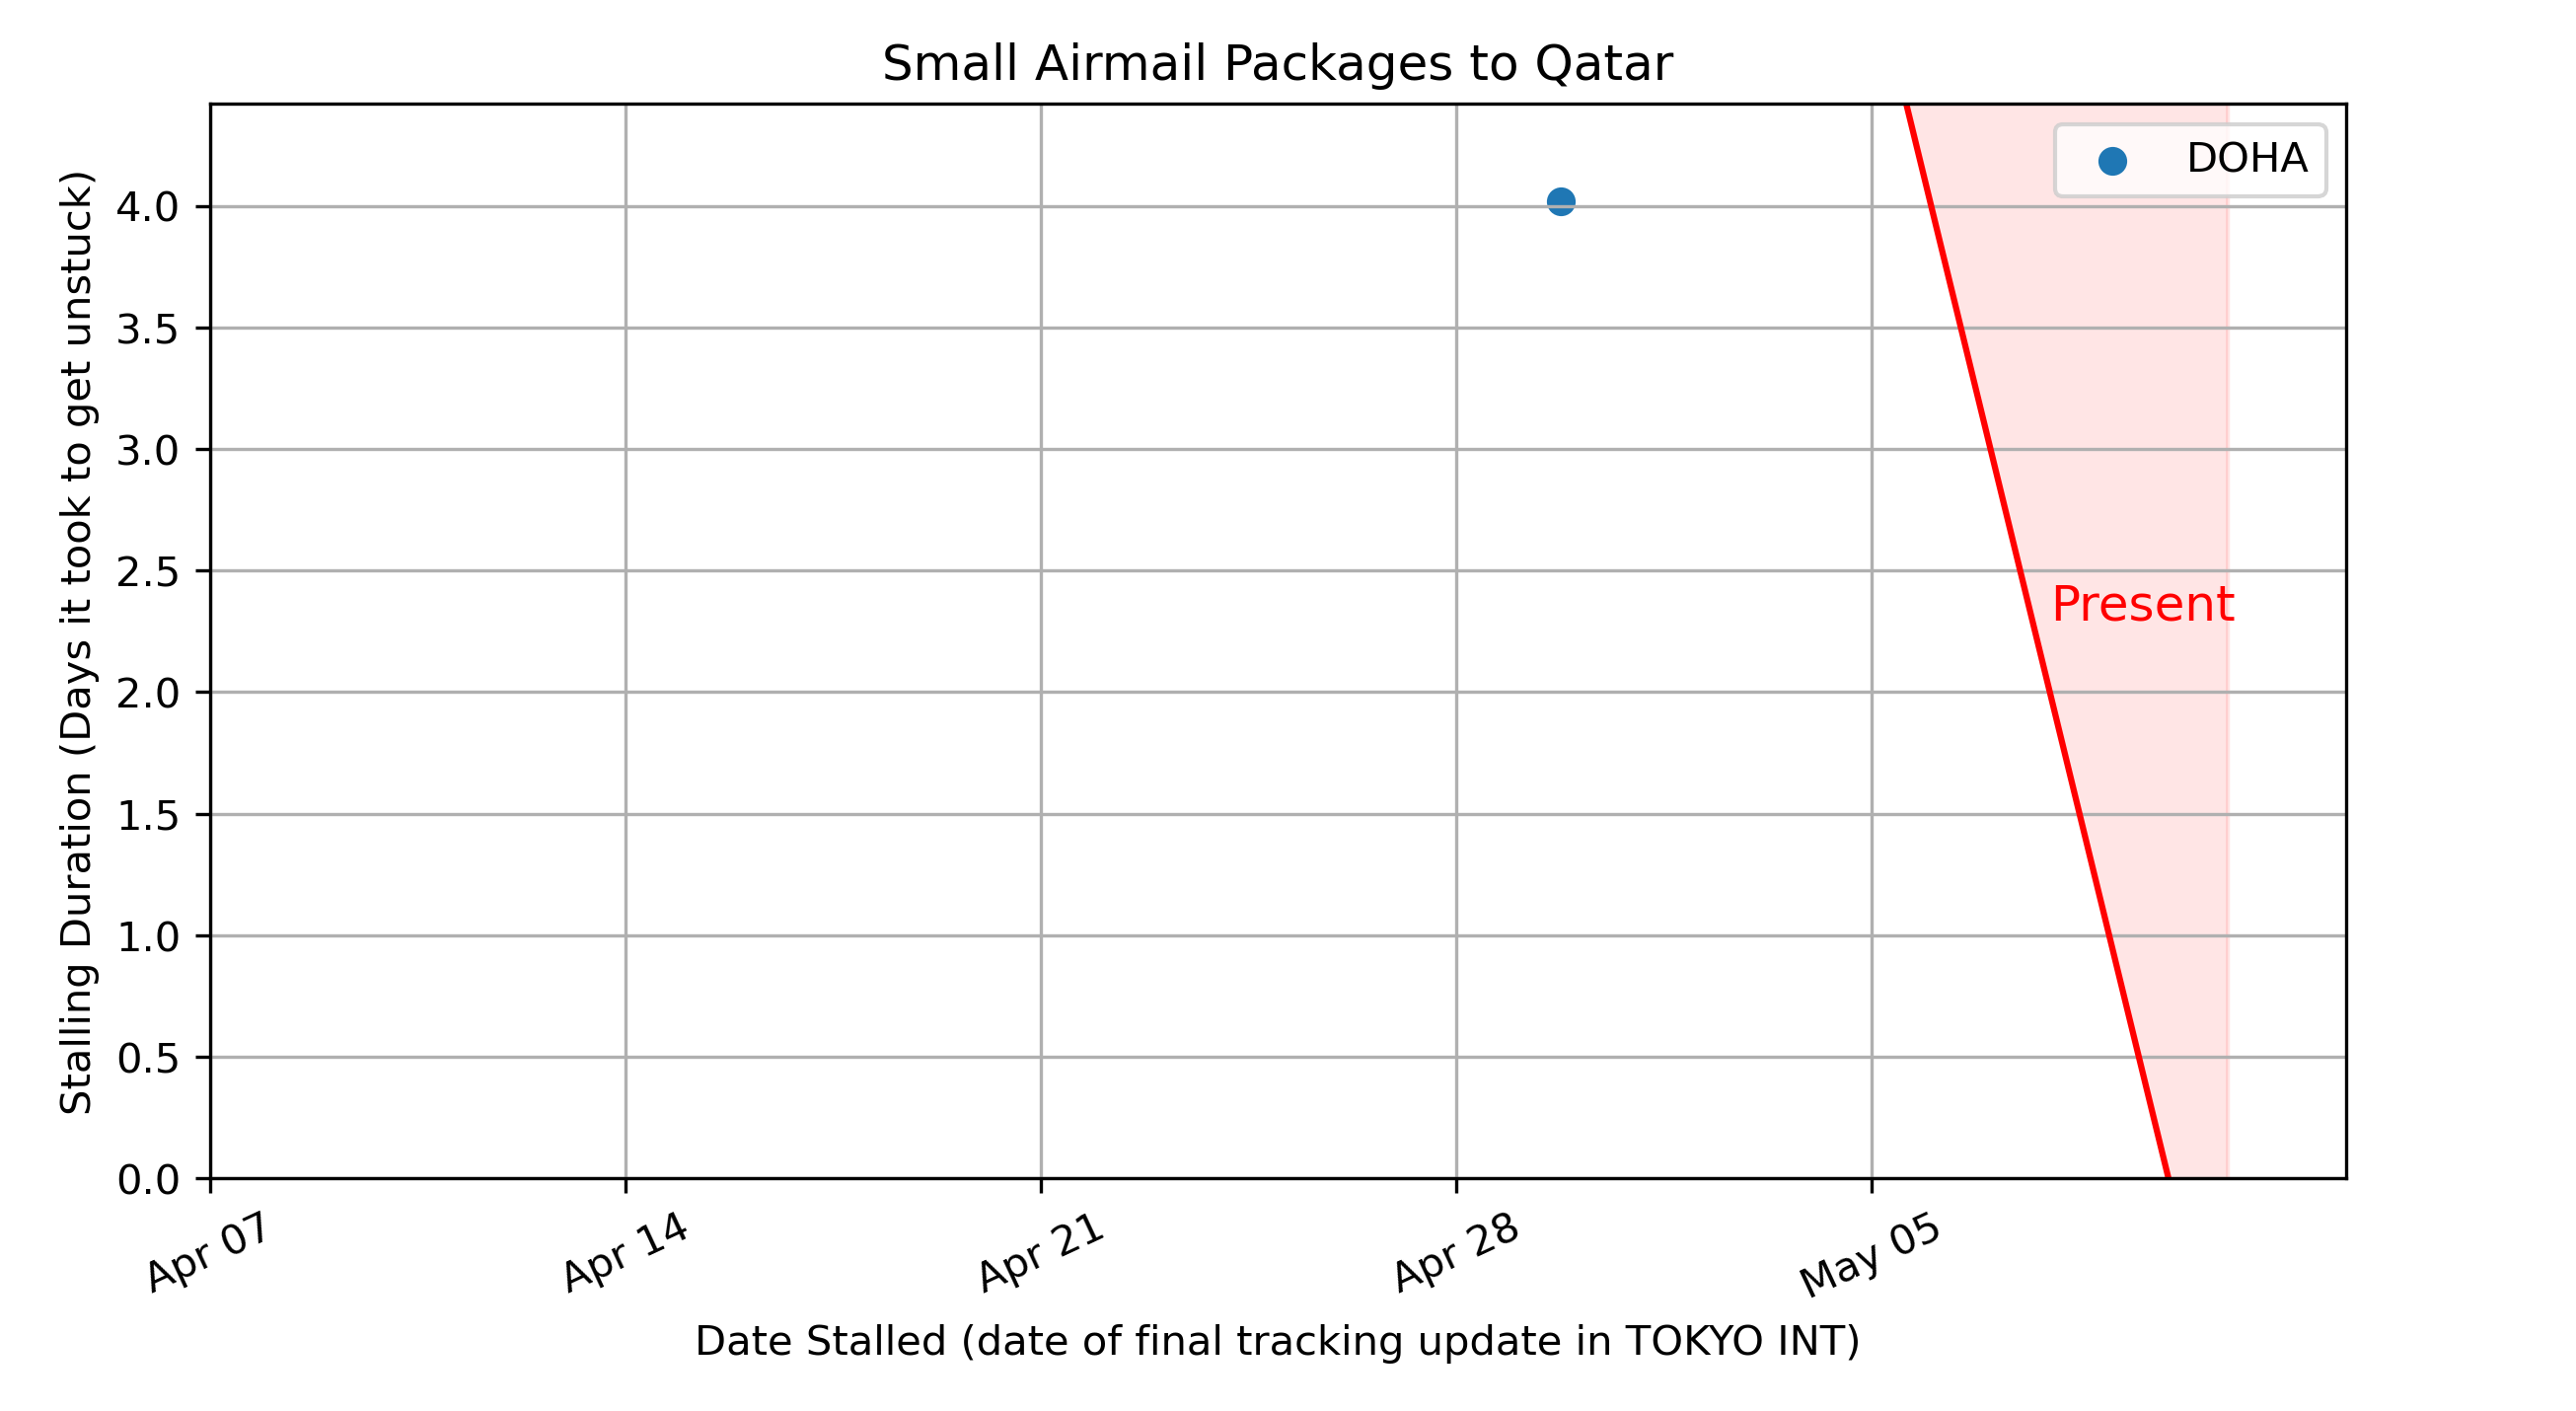 Small Airmail Packages to Qatar
DOHA
Present
Stalling Duration (Days it took to get unstuck)
4.0
3.5
3.0
2.5
2.0
1.5
1.0
0.5
0.0
Apr 07
Apr 14
Apr 21
Apr 28
May 05
Date Stalled (date of final tracking update in TOKYO INT)